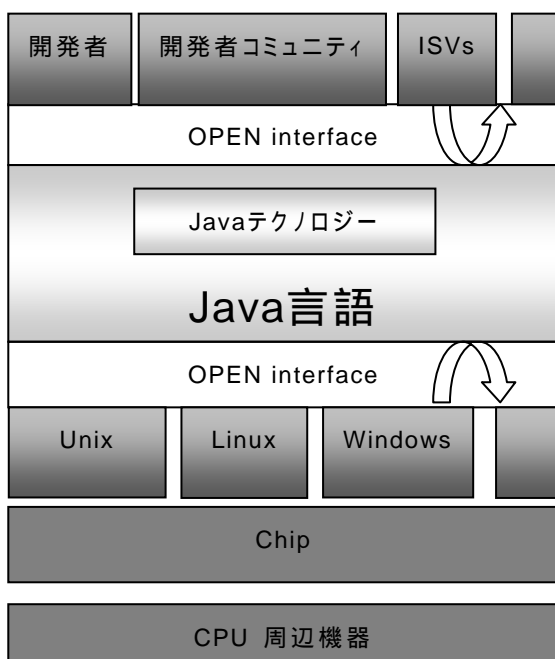 開発者 開発者コミュニティ ISVs
OPEN interface
Javaテクノロジー
Java言語
OPEN interface
Unix Linux Windows
Chip
CPU 周辺機器